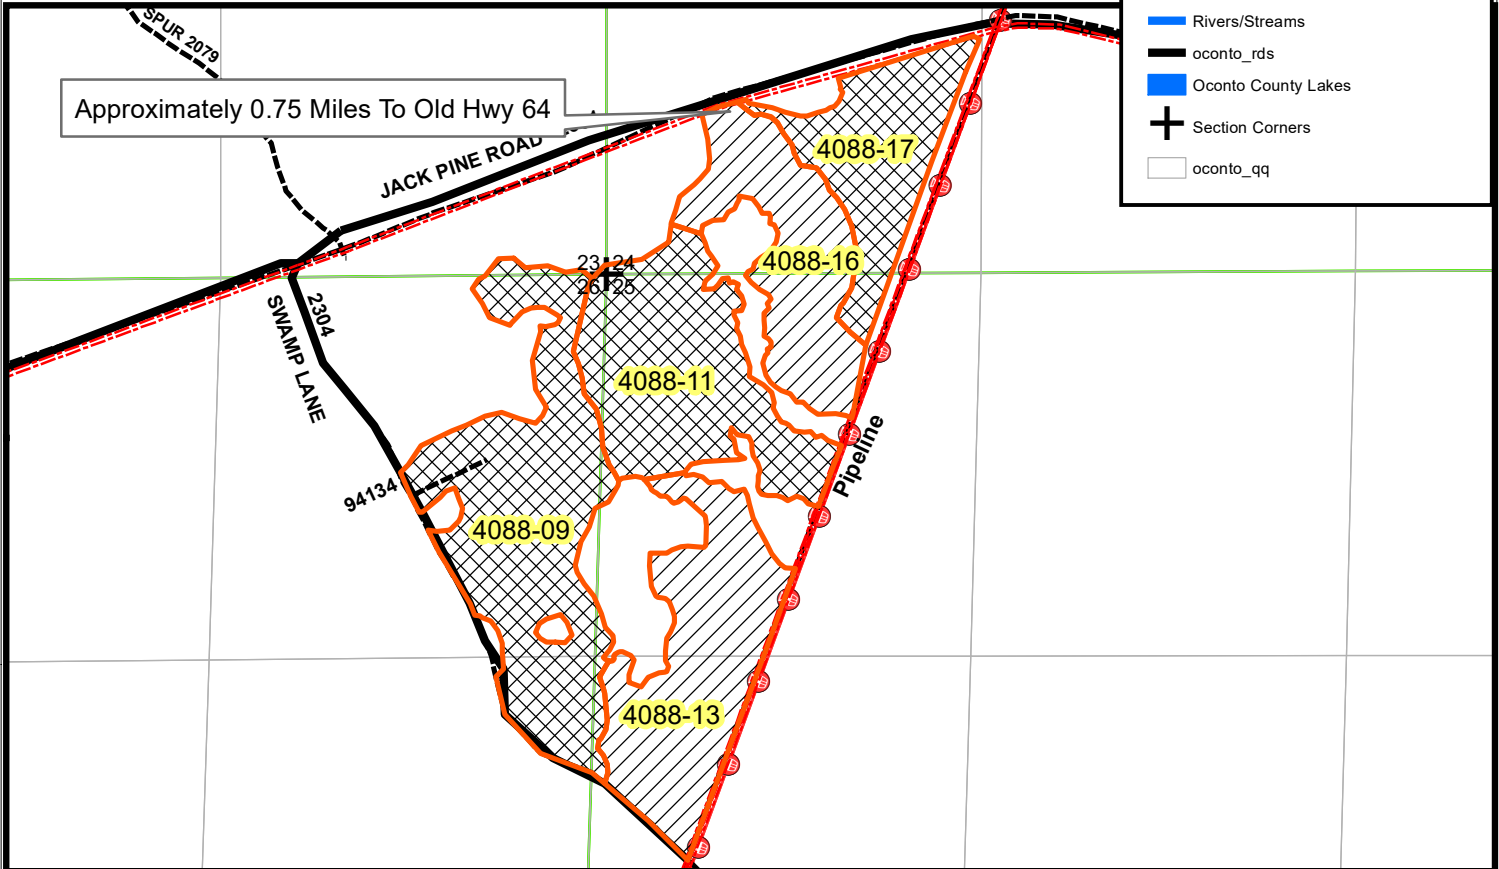 SPUR 2079
Rivers/Streams
oconto_rds
Oconto County Lakes
Section Corners
oconto_qq
Approximately 0.75 Miles To Old Hwy 64
JACK PINE ROAD
4088-17
4088-16
23 24
26 25
2304
SWAMP LANE
4088-11
Pipeline
94134
4088-09
4088-13